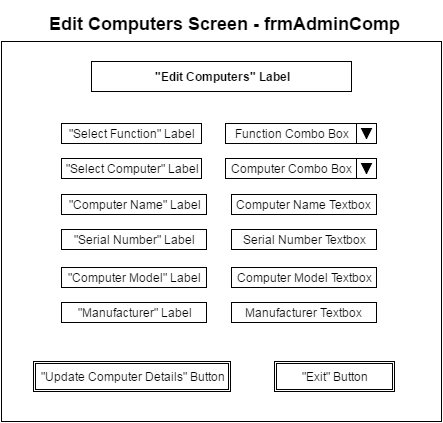 Edit Computers Screen - frmAdminComp
"Edit Computers" Label
"Select Function" Label Function Combo Box
"Select Computer" Label Computer Combo Box
"Computer Name" Label Computer Name Textbox
"Serial Number" Label Serial Number Textbox
"Computer Model" Label Computer Model Textbox
"Manufacturer" Label Manufacturer Textbox
"Update Computer Details" Button "Exit" Button